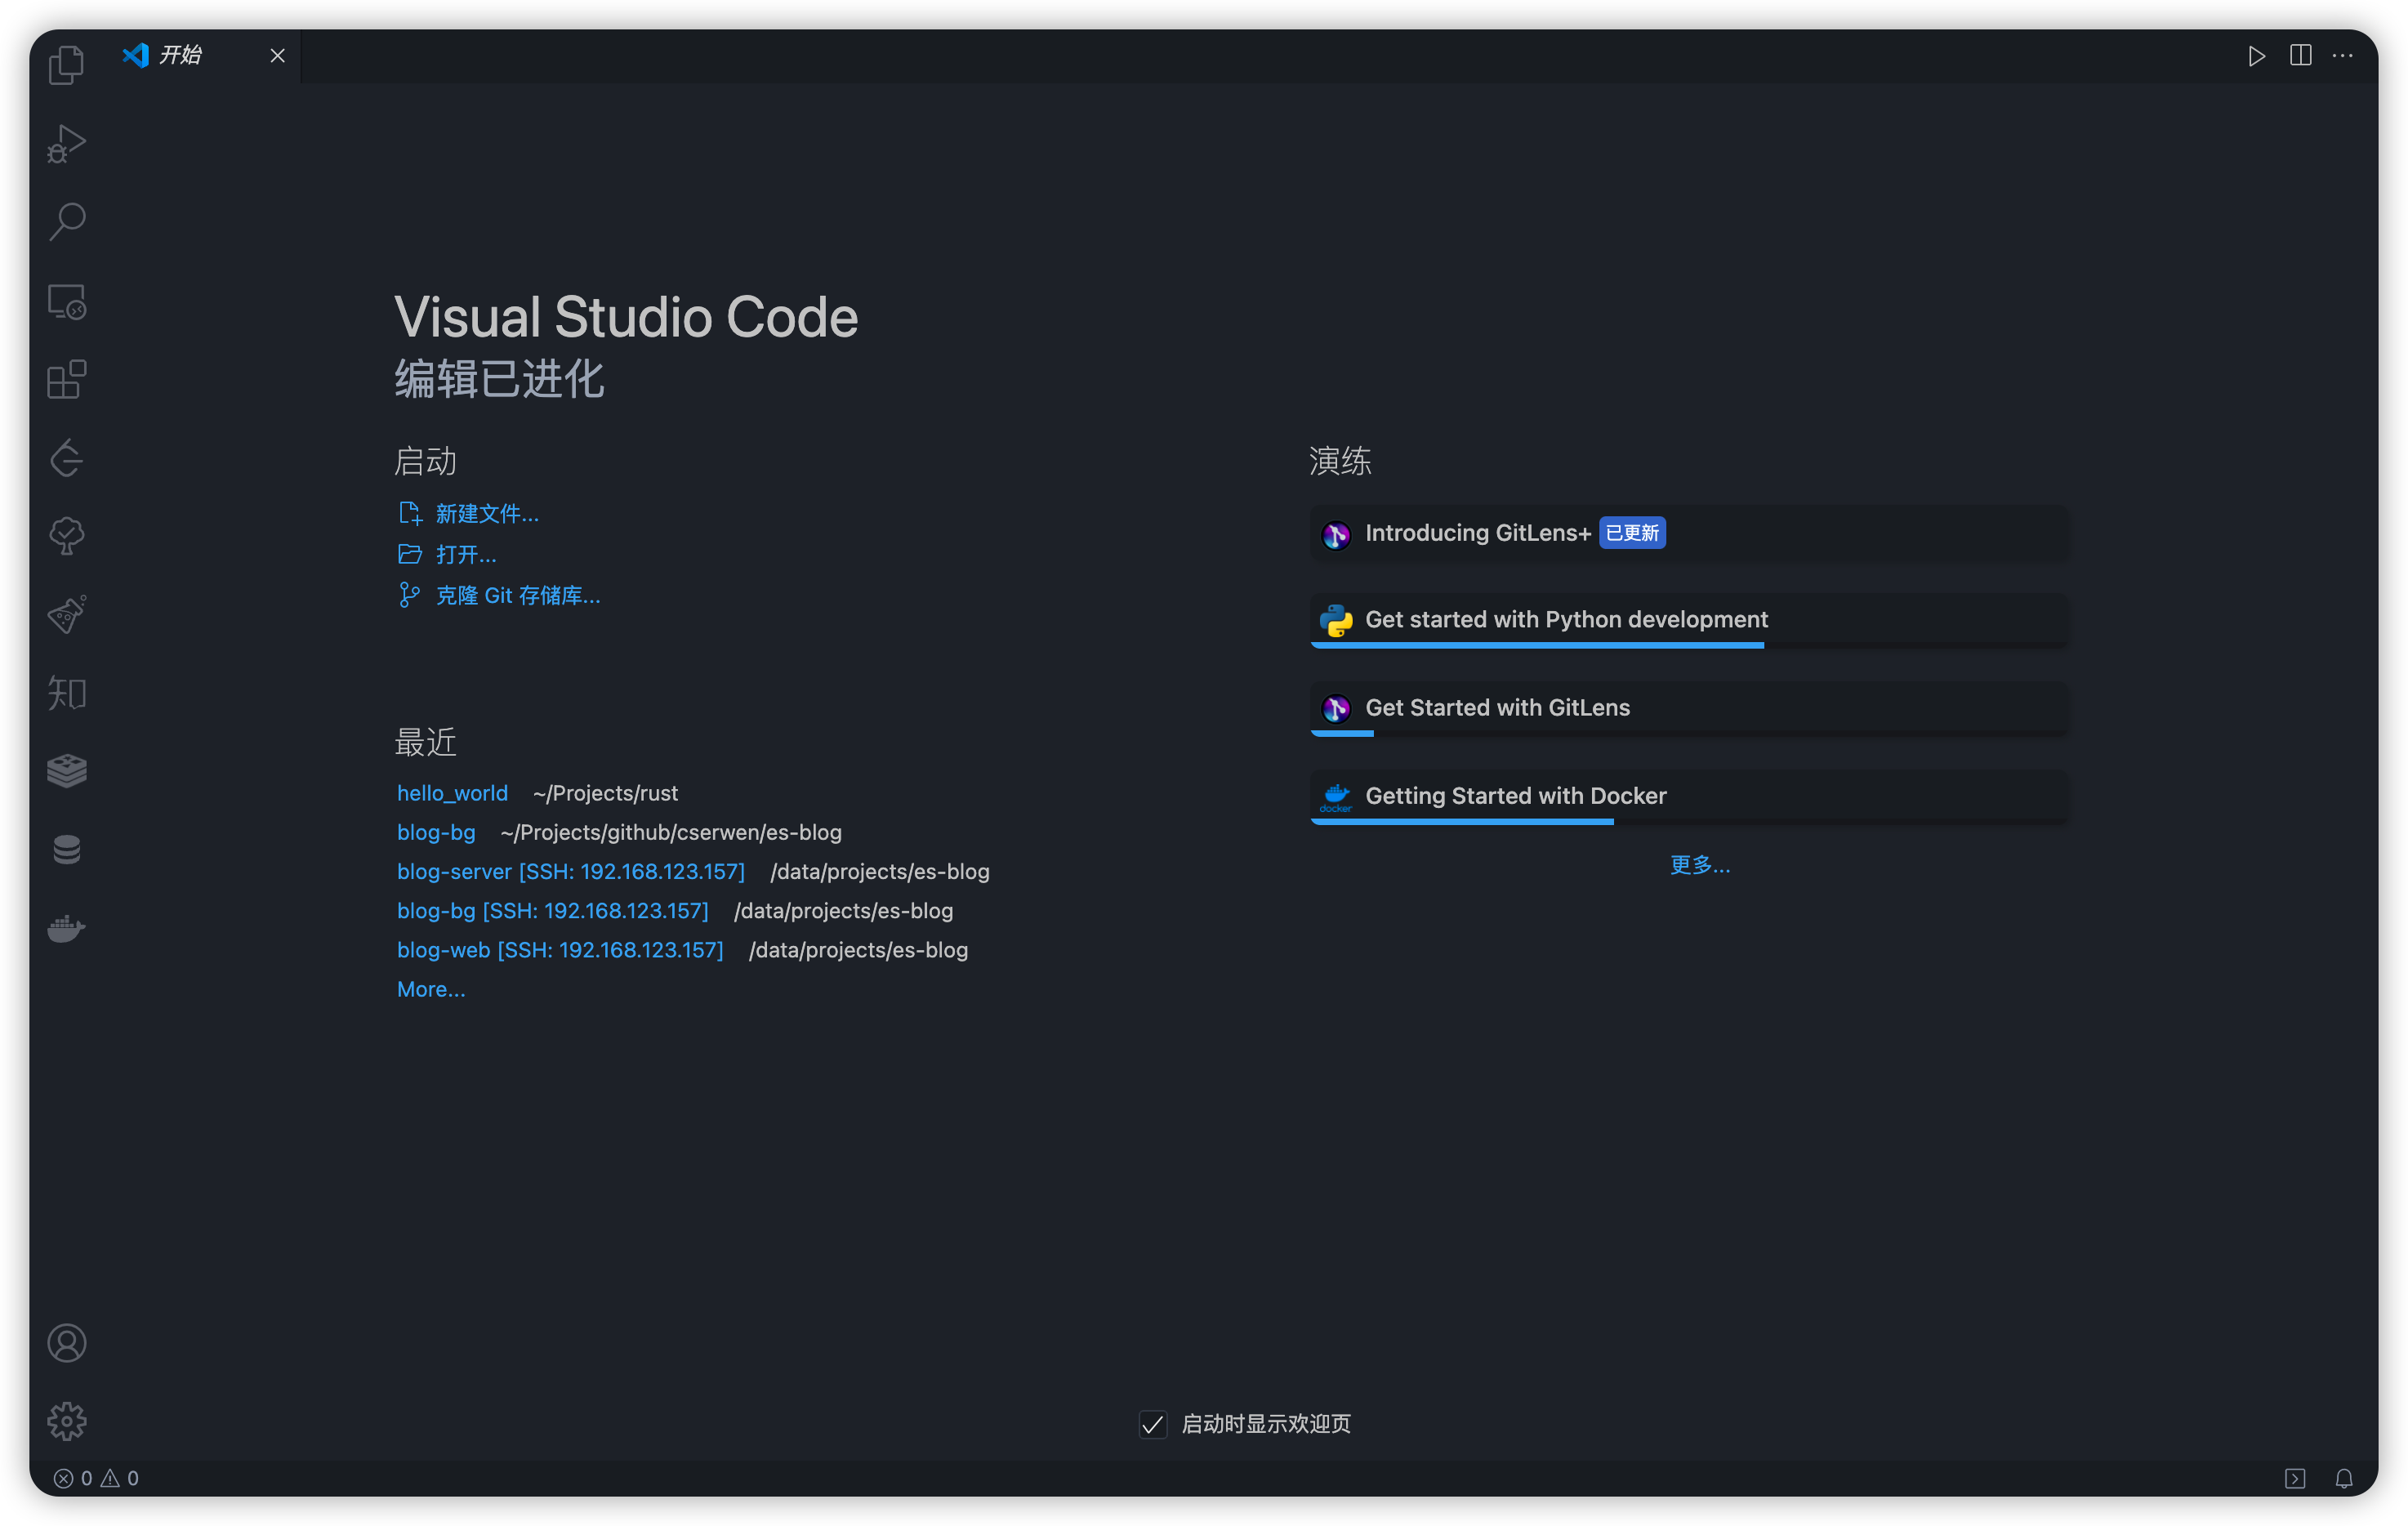 开始
Visual Studio Code
编辑已进化
启动
新建文件...
打开...
克隆 Git 存储库...
最近
hello_world ~/Projects/rust
blog-bg ~/Projects/github/cserwen/es-blog
blog-server [SSH: 192.168.123.157] /data/projects/es-blog
blog-bg [SSH: 192.168.123.157] /data/projects/es-blog
blog-web [SSH: 192.168.123.157] /data/projects/es-blog
More...
演练
Introducing GitLens+ 已更新
Get started with Python development
Get Started with GitLens
docker Getting Started with Docker
更多...
知
启动时显示欢迎页
0 0